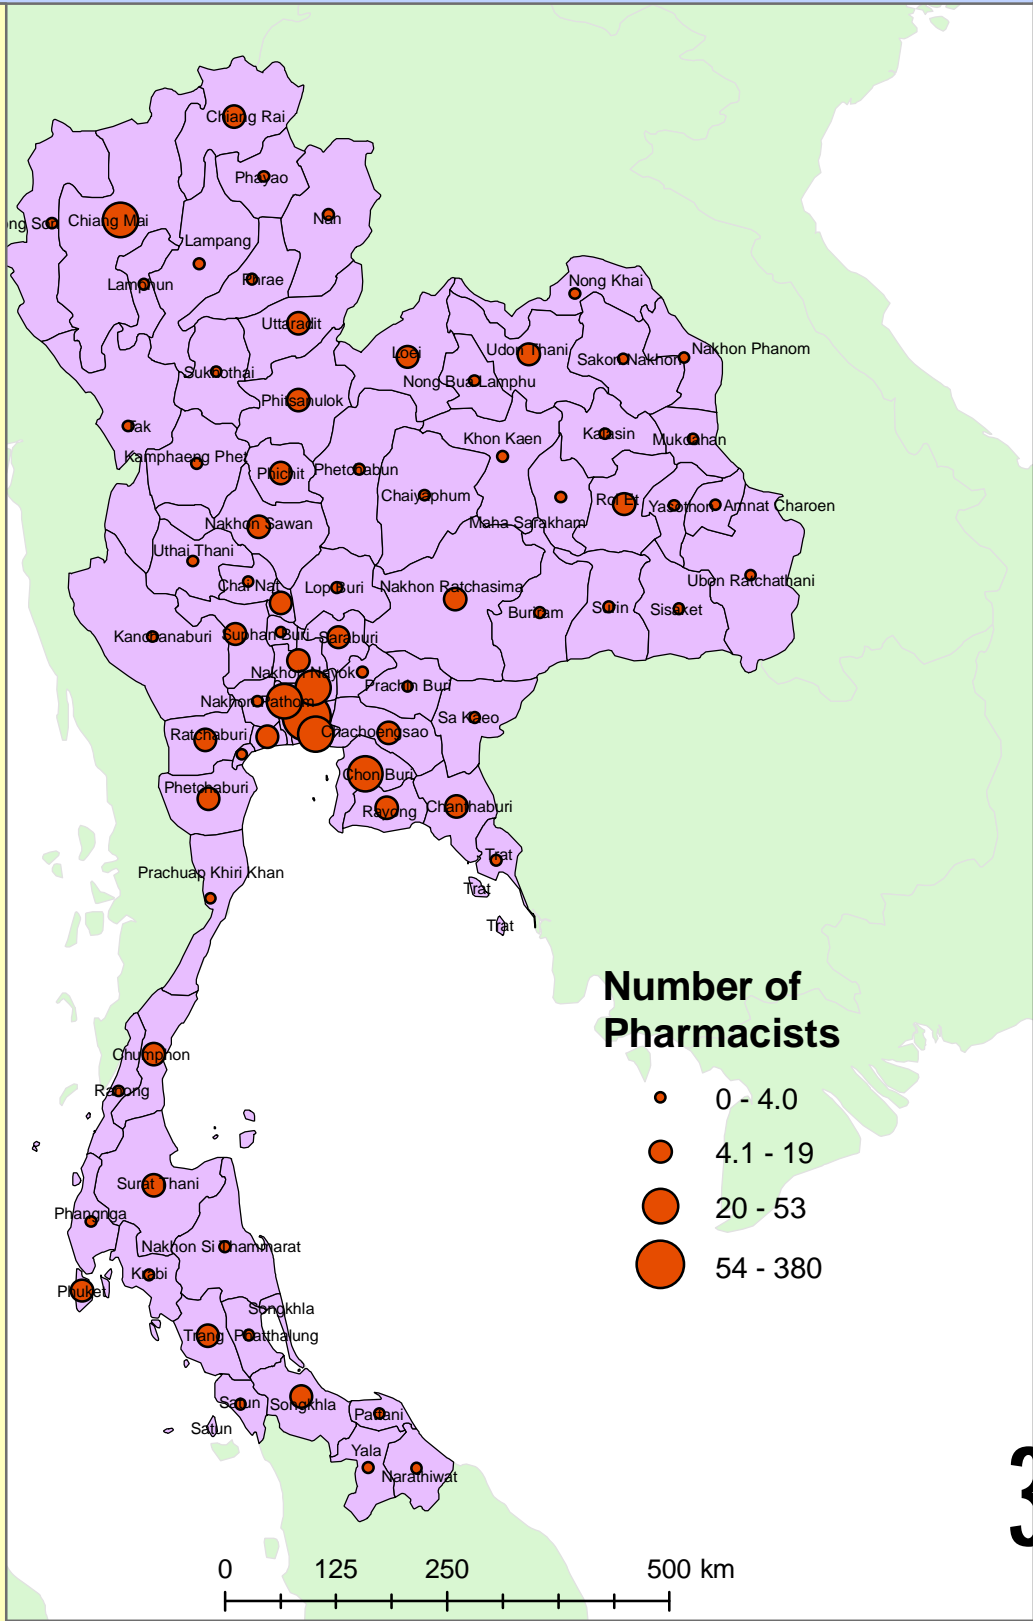 Chiang Rai
Phayao
Nan
ng Son
Chiang Mai
Lampang
Lamphun
Phrae
Nong Khai
Uttaradit
Loei
Udon Thani
Sakon Nakhon
Nakhon Phanom
Sukhothai
Nong Bua Lamphu
Phitsanulok
Tak
Khon Kaen
Kalasin
Mukdahan
Kamphaeng Phet
Phichit
Phetchabun
Chaiyaphum
Roi Et
Yasothon
Amnat Charoen
Nakhon Sawan
Maha Sarakham
Uthai Thani
Chai Nat
Lop Buri
Nakhon Ratchasima
Ubon Ratchathani
Buriram
Surin
Sisaket
Kanchanaburi
Suphan Buri
Saraburi
Nakhon Nayok
Prachin Buri
Nakhon Pathom
Sa Kaeo
Ratchaburi
Chachoengsao
Chon Buri
Phetchaburi
Rayong
Chanthaburi
Trat
Prachuap Khiri Khan
Trat
Trat
Number of
Pharmacists
0 - 4.0
4.1 - 19
20 - 53
54 - 380
Chumphon
Ranong
Surat Thani
Phangnga
Nakhon Si Thammarat
Krabi
Phuket
Songkhla
Trang
Phatthalung
Satun
Songkhla
Pattani
Satun
Yala
Narathiwat
3
0 125 250 500 km